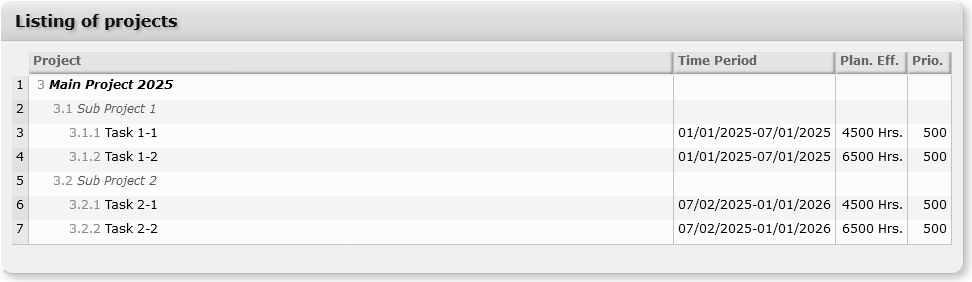 Listing of projects
Project Time Period Plan. Eff. Prio.
1 3 Main Project 2025
2 3.1 Sub Project 1
3 3.1.1 Task 1-1 01/01/2025-07/01/2025 4500 Hrs. 500
4 3.1.2 Task 1-2 01/01/2025-07/01/2025 6500 Hrs. 500
5 3.2 Sub Project 2
6 3.2.1 Task 2-1 07/02/2025-01/01/2026 4500 Hrs. 500
7 3.2.2 Task 2-2 07/02/2025-01/01/2026 6500 Hrs. 500